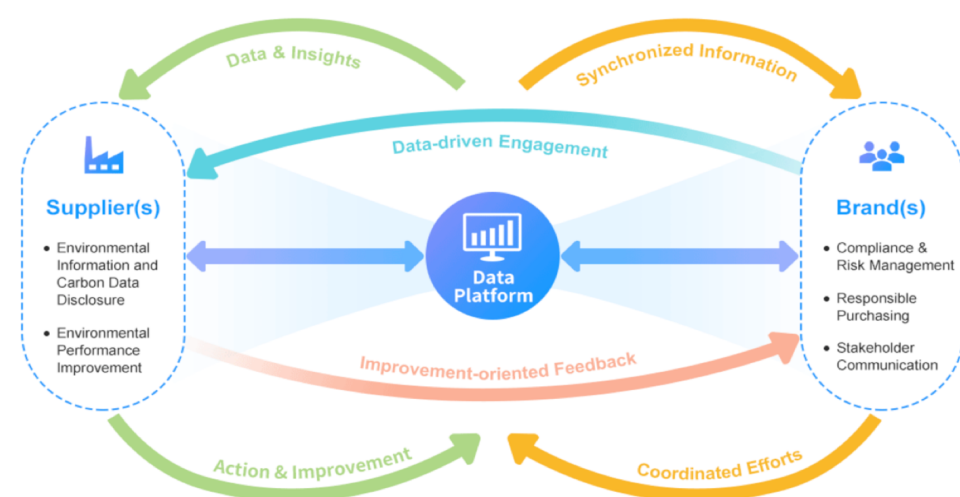 Data & Insights
Synchronized Information
Data-driven Engagement
Supplier(s)
• Environmental
Information and
Carbon Data
Disclosure
• Environmental
Performance
Improvement
Data
Platform
Brand(s)
• Compliance &
Risk Management
• Responsible
Purchasing
• Stakeholder
Communication
Improvement-oriented Feedback
Action & Improvement
Coordinated Efforts